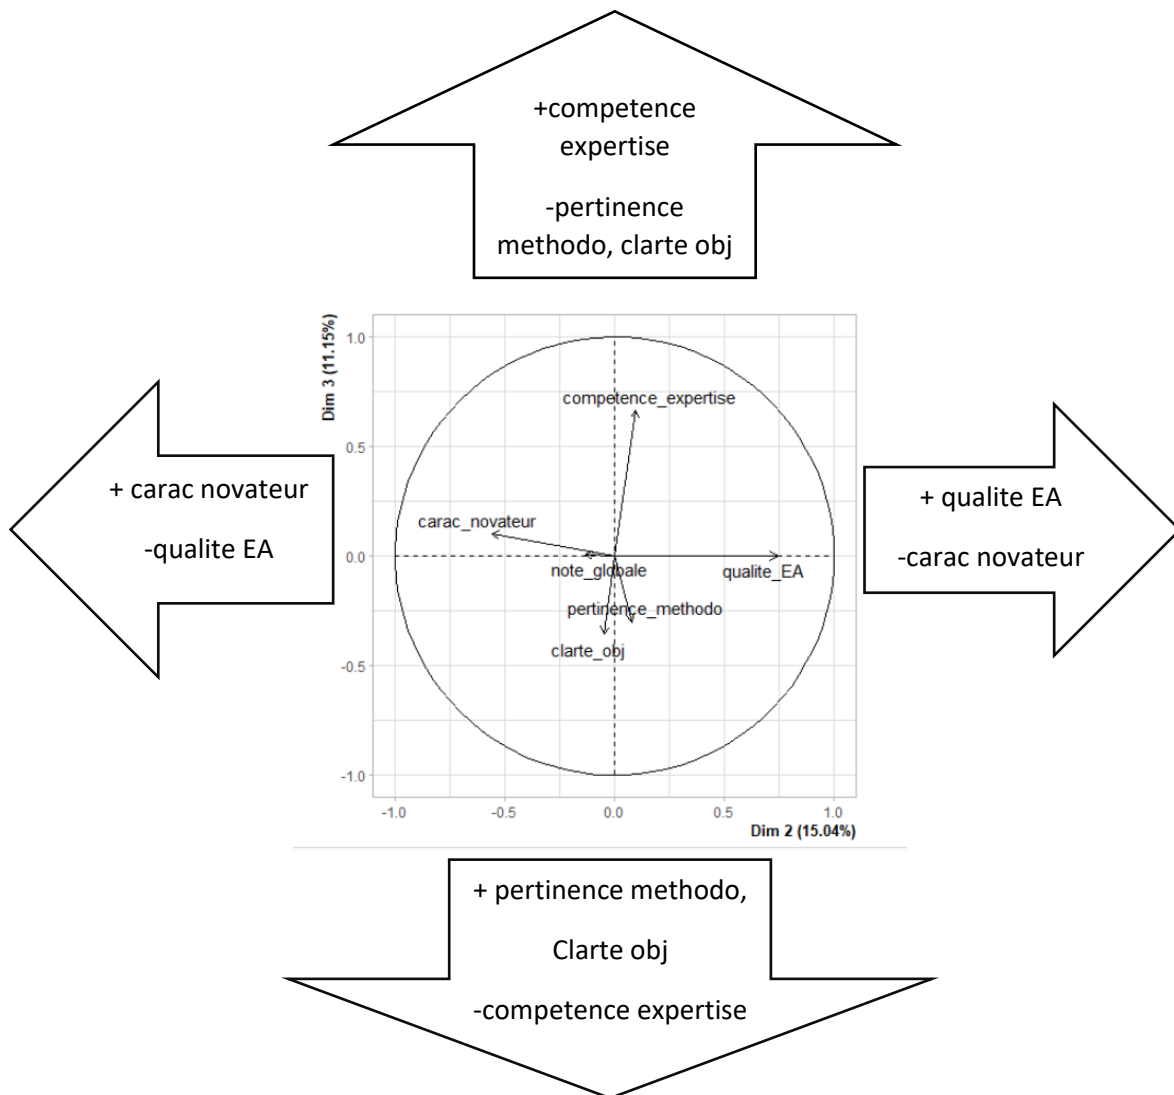 +competence
expertise
-pertinence
methodo, clarte obj
+ carac novateur
-qualite EA
Dim 3 (11.15%)
1.0
0.5
0.0
-0.5
-1.0
competence_expertise
carac_novateur
note_globale
qualite_EA
pertinence_methodo
clarte_obj
-1.0
-0.5
0.0
0.5
1.0
Dim 2 (15.04%)
+ qualite EA
-carac novateur
+ pertinence methodo,
Clarte obj
-competence expertise